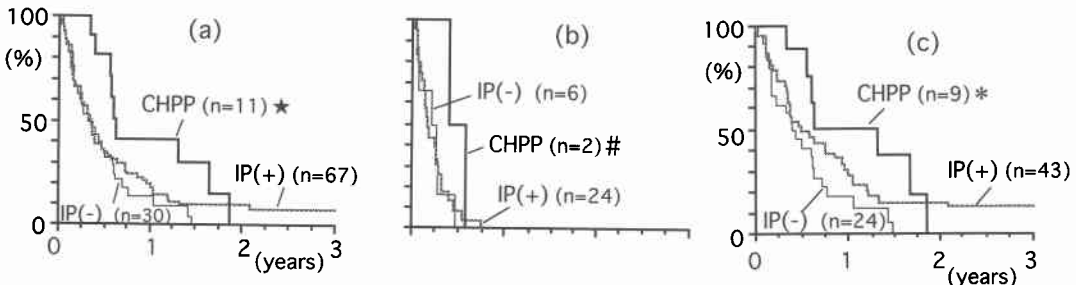 100
(%)
50
0
(a)
CHPP (n=11) ★
IP(+) (n=67)
IP(-) (n=30)
0 1 2 3
(years)
(b)
IP(-) (n=6)
CHPP (n=2) #
IP(+) (n=24)
100
(%)
50
0
(c)
CHPP (n=9) *
IP(+) (n=43)
IP(-) (n=24)
0 1 2 3
(years)